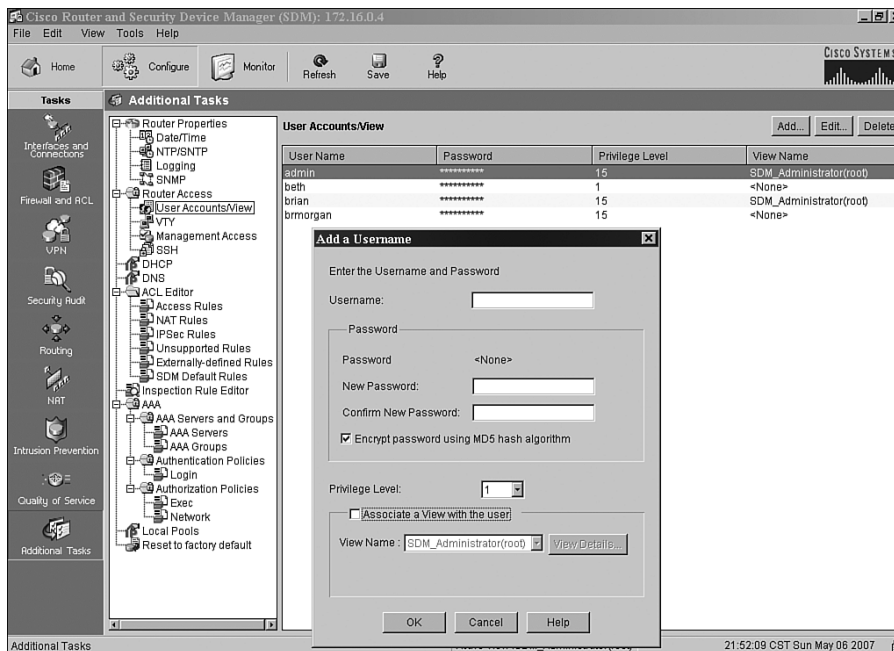 Cisco Router and Security Device Manager (SDM): 172.16.0.4
File Edit View Tools Help
Home Configure Monitor Refresh Save Help
CISCO SYSTEMS
Tasks
Additional Tasks
Interfaces and Connections
Firewall and ACL
VPN
Security Audit
Routing
NAT
Intrusion Prevention
Quality of Service
Additional Tasks
Router Properties
Date/Time
NTP/SNTP
Logging
SNMP
Router Access
User Accounts/View
VTY
Management Access
SSH
DHCP
DNS
ACL Editor
Access Rules
NAT Rules
IPSec Rules
Unsupported Rules
Externally-defined Rules
SDM Default Rules
Inspection Rule Editor
AAA
AAA Servers and Groups
AAA Servers
AAA Groups
Authentication Policies
Login
Authorization Policies
Exec
Network
Local Pools
Reset to factory default
User Accounts/View
Add... Edit... Delete
User Name Password Privilege Level View Name
admin ********** 15 SDM_Administrator(root)
beth ********** 1 <None>
brian ********** 15 SDM_Administrator(root)
brmorgan ********** 15 <None>
Add a Username
Enter the Username and Password
Username:
Password
Password <None>
New Password:
Confirm New Password:
Encrypt password using MD5 hash algorithm
Privilege Level: 1
Associate a View with the user
View Name : SDM_Administrator(root) View Details...
OK Cancel Help
Additional Tasks
21:52:09 CST Sun May 06 2007